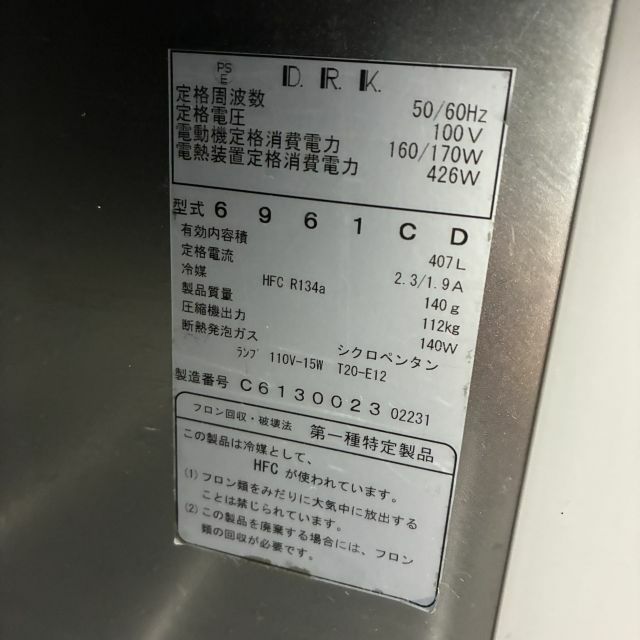 PS
E
D. R. K.
定格周波数 50/60Hz
定格電圧 100V
電動機定格消費電力 160/170W
電熱装置定格消費電力 426W
型式 6961CD
有効内容積 407L
定格電流 2.3/1.9A
冷媒 HFC R134a 140g
製品質量 112kg
圧縮機出力 140W
断熱発泡ガス シクロペンタン
ランプ 110V-15W T20-E12
製造番号 C6130023 02231
フロン回収・破壊法 第一種特定製品
この製品は冷媒として、
HFC が使われています。
(1) フロン類をみだりに大気中に放出する
ことは禁じられています。
(2) この製品を廃棄する場合には、フロン
類の回収が必要です。